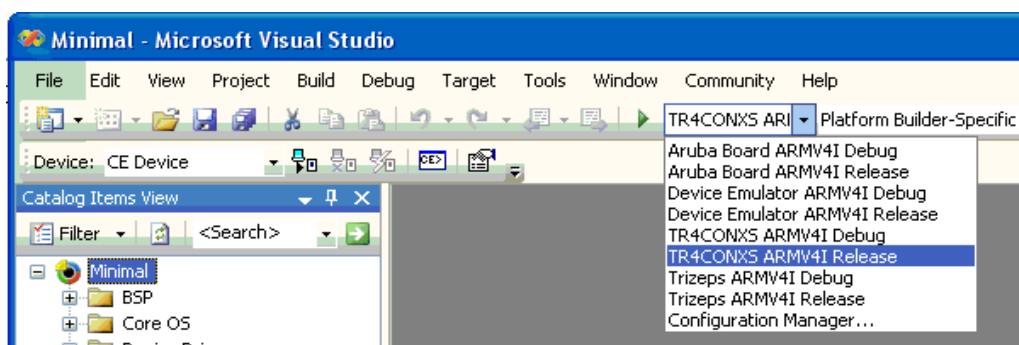 Minimal - Microsoft Visual Studio
File Edit View Project Build Debug Target Tools Window Community Help
TR4CONXS ARI Platform Builder-Specific
Device: CE Device CE>
Aruba Board ARMV4I Debug
Aruba Board ARMV4I Release
Device Emulator ARMV4I Debug
Device Emulator ARMV4I Release
TR4CONXS ARMV4I Debug
TR4CONXS ARMV4I Release
Trizeps ARMV4I Debug
Trizeps ARMV4I Release
Configuration Manager...
Catalog Items View
Filter <Search>
Minimal
BSP
Core OS